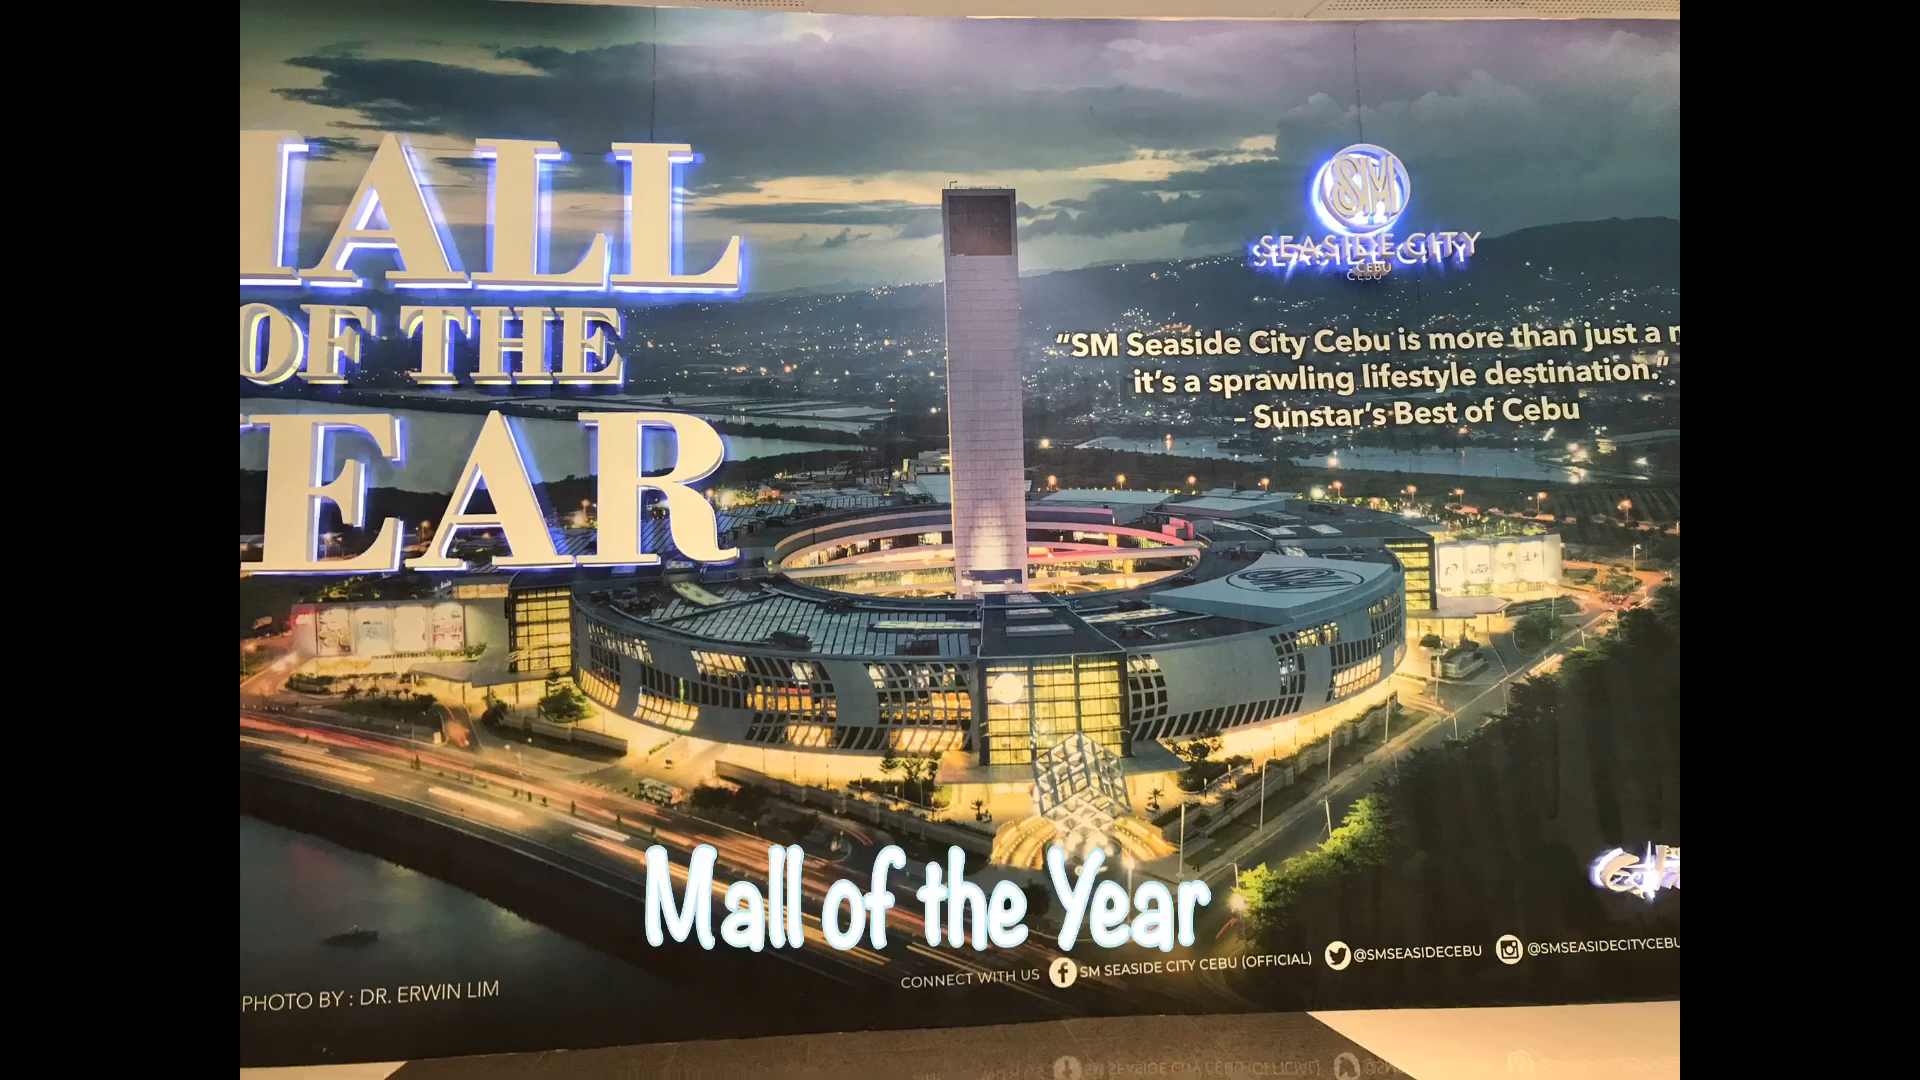 MALL
OF THE
YEAR
SM
SEASIDE CITY
CEBU
"SM Seaside City Cebu is more than just a
it's a sprawling lifestyle destination."
– Sunstar's Best of Cebu
SM
Mall of the Year
CONNECT WITH US SM SEASIDE CITY CEBU (OFFICIAL) @SMSEASIDECEBU @SMSEASIDECITYCEBU
PHOTO BY : DR. ERWIN LIM